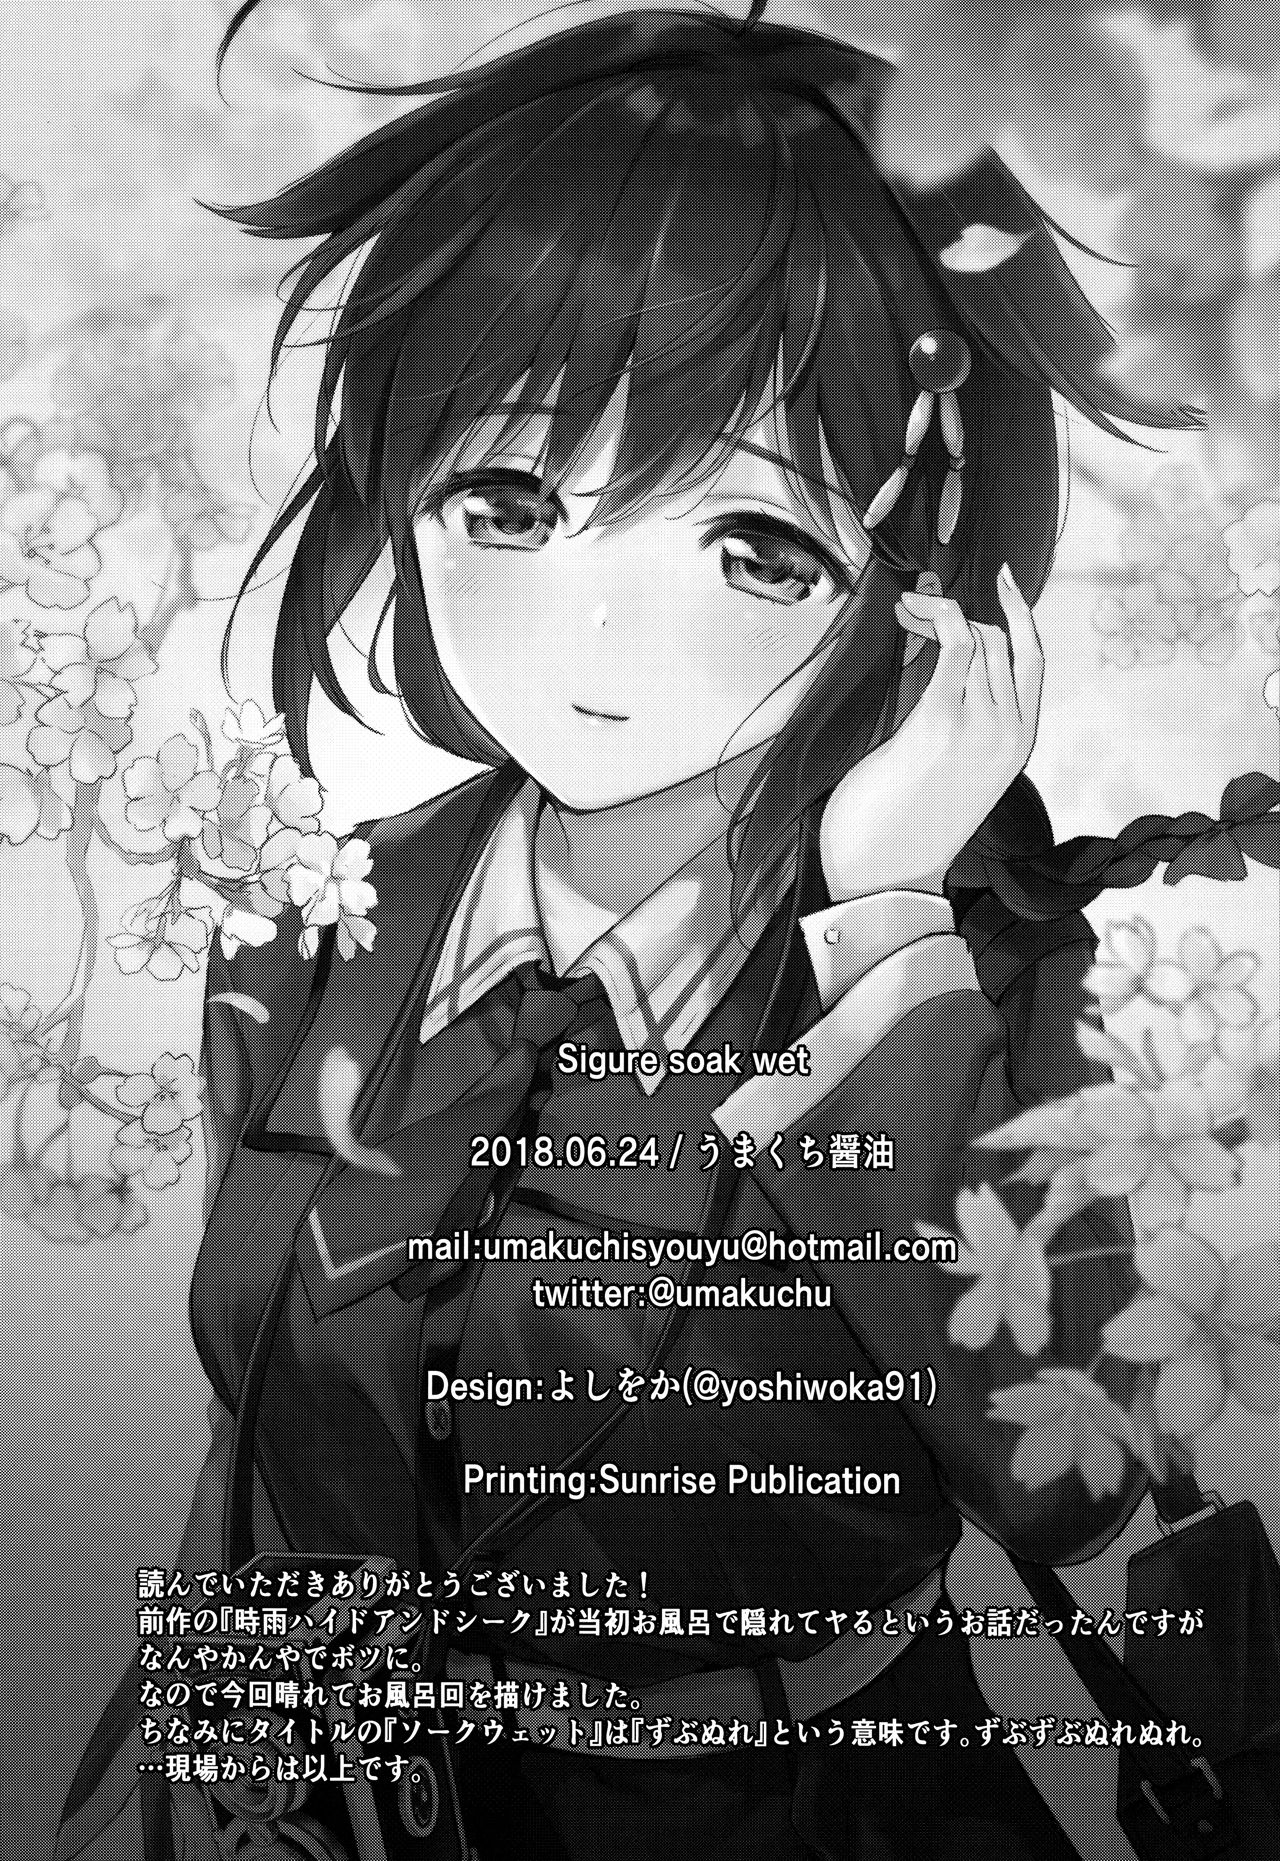 Sigure soak wet
2018.06.24 / うまくち醤油
mail:umakuchisyouyu@hotmail.com
twitter:@umakuchu
Design:よしをか(@yoshiwoka91)
Printing:Sunrise Publication
読んでいただきありがとうございました!
前作の『時雨ハイドアンドシーク』が当初お風呂で隠れてヤるというお話だったんですが
なんやかんやでボツに。
なので今回晴れてお風呂回を描けました。
ちなみにタイトルの『ソークウェット』は『ずぶぬれ』という意味です。ずぶずぶぬれぬれ。
…現場からは以上です。